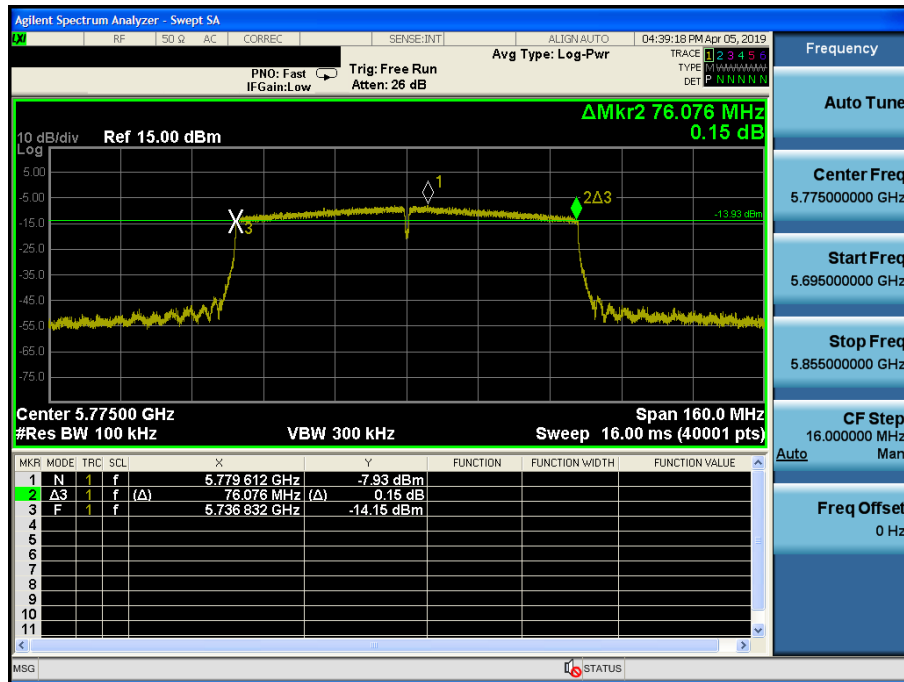 Agilent Spectrum Analyzer - Swept SA
LXI RF 50 Ω AC CORREC SENSE:INT ALIGN AUTO 04:39:18 PM Apr 05, 2019
Frequency
Avg Type: Log-Pwr TRACE 1 2 3 4 5 6
PNO: Fast Trig: Free Run TYPE M W W W W W
IFGain:Low Atten: 26 dB DET P N N N N N
Auto Tune
ΔMkr2 76.076 MHz
10 dB/div Ref 15.00 dBm 0.15 dB
Log
5.00
-5.00
-15.0
-25.0
-35.0
-45.0
-55.0
-65.0
-75.0
1
2Δ3
-13.93 dBm
X3
Center Freq
5.775000000 GHz
Start Freq
5.695000000 GHz
Stop Freq
5.855000000 GHz
Center 5.77500 GHz Span 160.0 MHz
#Res BW 100 kHz VBW 300 kHz Sweep 16.00 ms (40001 pts)
CF Step
16.000000 MHz
Auto Man
MKR MODE TRC SCL X Y FUNCTION FUNCTION WIDTH FUNCTION VALUE
1 N 1 f 5.779 612 GHz -7.93 dBm
2 Δ3 1 f (Δ) 76.076 MHz (Δ) 0.15 dB
3 F 1 f 5.736 832 GHz -14.15 dBm
4
5
6
7
8
9
10
11
Freq Offset
0 Hz
MSG STATUS